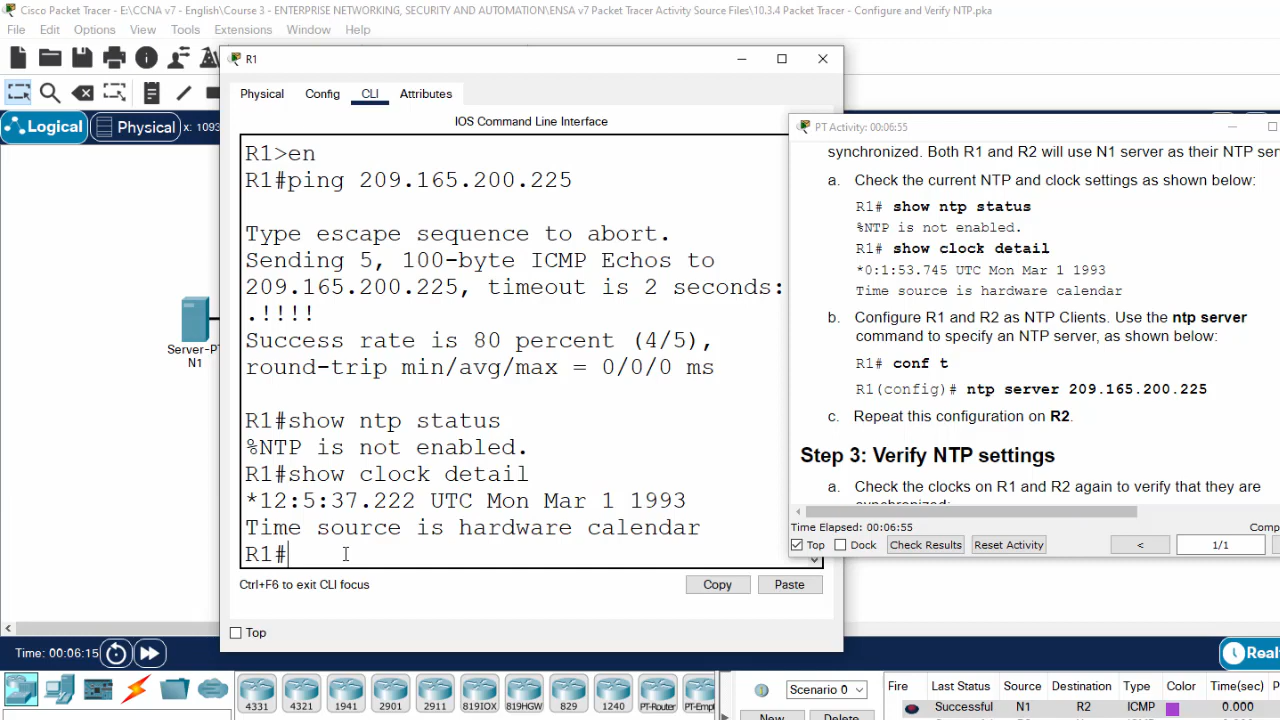 Cisco Packet Tracer - E:\CCNA v7 - English\Course 3 - ENTERPRISE NETWORKING, SECURITY AND AUTOMATION\ENSA v7 Packet Tracer Activity Source Files\10.3.4 Packet Tracer - Configure and Verify NTP.pka
File Edit Options View Tools Extensions Window Help
R1
Physical Config CLI Attributes
Logical Physical x: 1093
IOS Command Line Interface
R1>en
R1#ping 209.165.200.225
Type escape sequence to abort.
Sending 5, 100-byte ICMP Echos to
209.165.200.225, timeout is 2 seconds:
.!!!!
Success rate is 80 percent (4/5),
round-trip min/avg/max = 0/0/0 ms
R1#show ntp status
%NTP is not enabled.
R1#show clock detail
*12:5:37.222 UTC Mon Mar 1 1993
Time source is hardware calendar
R1#
Ctrl+F6 to exit CLI focus
Copy Paste
Top
Server-PT
N1
PT Activity: 00:06:55
synchronized. Both R1 and R2 will use N1 server as their NTP
a. Check the current NTP and clock settings as shown below:
R1# show ntp status
%NTP is not enabled.
R1# show clock detail
*0:1:53.745 UTC Mon Mar 1 1993
Time source is hardware calendar
b. Configure R1 and R2 as NTP Clients. Use the ntp server
command to specify an NTP server, as shown below:
R1# conf t
R1(config)# ntp server 209.165.200.225
c. Repeat this configuration on R2.
Step 3: Verify NTP settings
a. Check the clocks on R1 and R2 again to verify that they are
synchronized:
Time Elapsed: 00:06:55
Top Dock Check Results Reset Activity < 1/1
Time: 00:06:15
4331 4321 1941 2901 2911 819IOX 819HGW 829 1240 PT-Router
Scenario 0
New Delete
Fire Last Status Source Destination Type Color Time(sec)
Successful N1 R2 ICMP 0.000